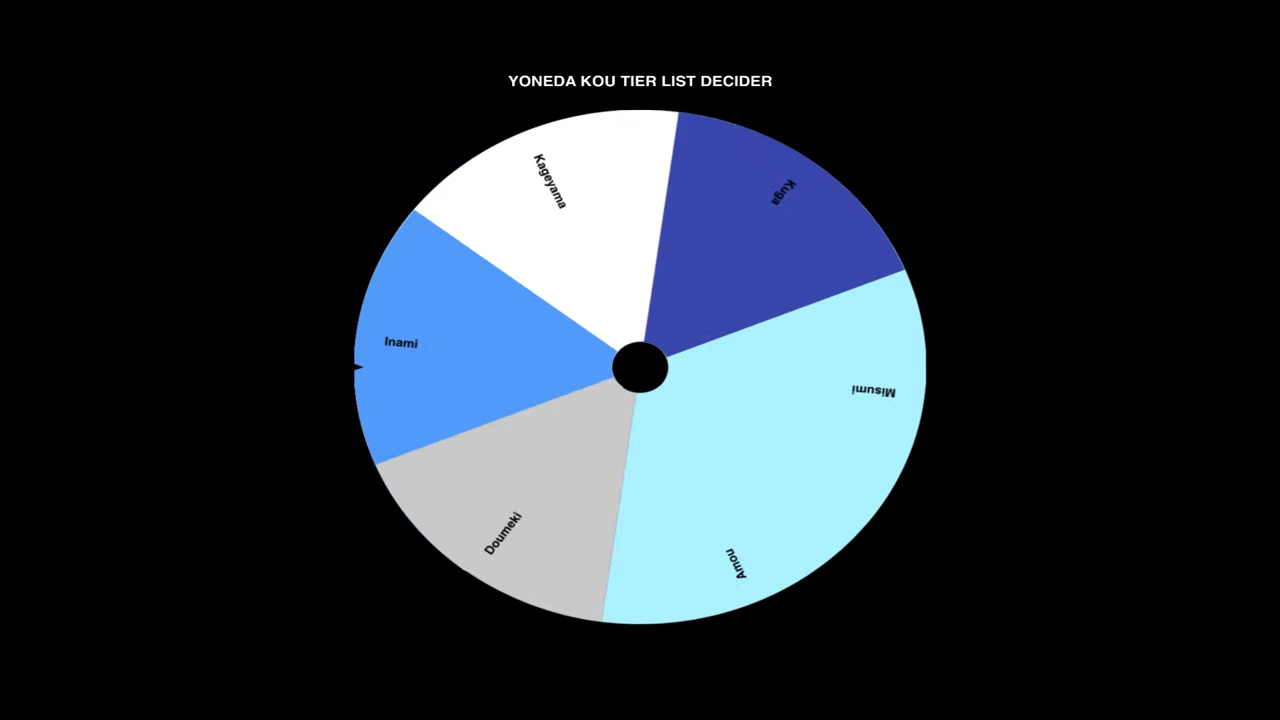 YONEDA KOU TIER LIST DECIDER
Kageyama
Kuga
Inami
Misumi
Doumeki
Amou